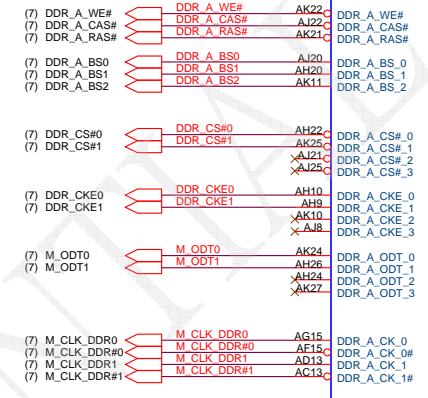 (7) DDR_A_WE# DDR_A_WE# AK22 DDR_A_WE#
(7) DDR_A_CAS# DDR_A_CAS# AJ22 DDR_A_CAS#
(7) DDR_A_RAS# DDR_A_RAS# AK21 DDR_A_RAS#
(7) DDR_A_BS0 DDR_A_BS0 AJ20 DDR_A_BS_0
(7) DDR_A_BS1 DDR_A_BS1 AH20 DDR_A_BS_1
(7) DDR_A_BS2 DDR_A_BS2 AK11 DDR_A_BS_2
(7) DDR_CS#0 DDR_CS#0 AH22 DDR_A_CS#_0
(7) DDR_CS#1 DDR_CS#1 AK25 DDR_A_CS#_1
AJ21 DDR_A_CS#_2
AJ25 DDR_A_CS#_3
(7) DDR_CKE0 DDR_CKE0 AH10 DDR_A_CKE_0
(7) DDR_CKE1 DDR_CKE1 AH9 DDR_A_CKE_1
AK10 DDR_A_CKE_2
AJ8 DDR_A_CKE_3
(7) M_ODT0 M_ODT0 AK24 DDR_A_ODT_0
(7) M_ODT1 M_ODT1 AH26 DDR_A_ODT_1
AH24 DDR_A_ODT_2
AK27 DDR_A_ODT_3
(7) M_CLK_DDR0 M_CLK_DDR0 AG15 DDR_A_CK_0
(7) M_CLK_DDR#0 M_CLK_DDR#0 AF15 DDR_A_CK_0#
(7) M_CLK_DDR1 M_CLK_DDR1 AD13 DDR_A_CK_1
(7) M_CLK_DDR#1 M_CLK_DDR#1 AC13 DDR_A_CK_1#